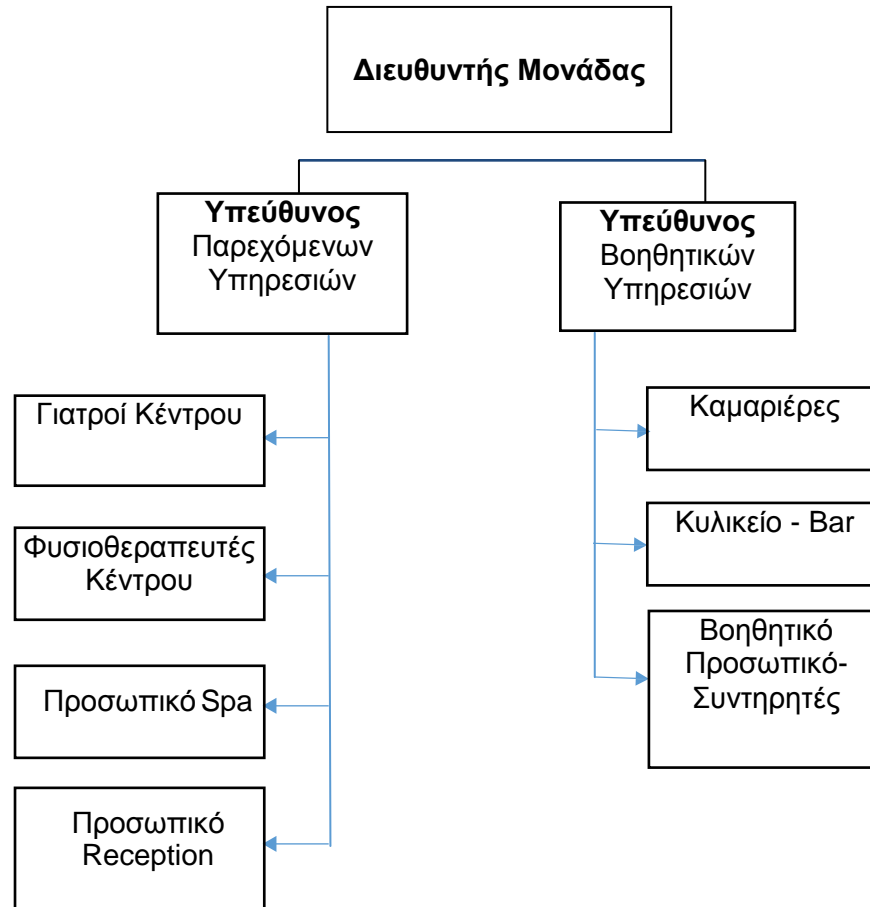 Διευθυντής Μονάδας
Υπεύθυνος
Παρεχόμενων
Υπηρεσιών
Υπεύθυνος
Βοηθητικών
Υπηρεσιών
Γιατροί Κέντρου
Φυσιοθεραπευτές
Κέντρου
Προσωπικό Spa
Προσωπικό
Reception
Καμαριέρες
Κυλικείο - Bar
Βοηθητικό
Προσωπικό-
Συντηρητές